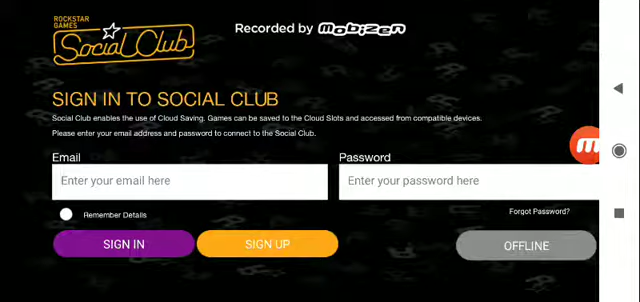 ROCKSTAR
GAMES
Social Club
Recorded by mobizen
SIGN IN TO SOCIAL CLUB
Social Club enables the use of Cloud Saving. Games can be saved to the Cloud Slots and accessed from compatible devices.
Please enter your email address and password to connect to the Social Club.
Email
Password
Enter your email here
Enter your password here
Remember Details
Forgot Password?
SIGN IN
SIGN UP
OFFLINE